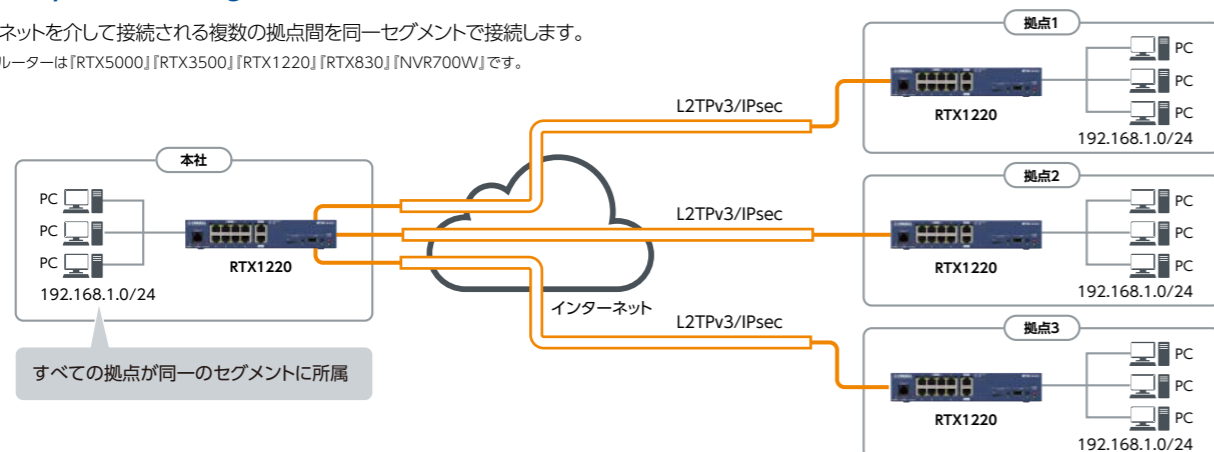 ネットを介して接続される複数の拠点間を同一セグメントで接続します。
ルーターは『RTX5000』『RTX3500』『RTX1220』『RTX830』『NVR700W』です。
本社
PC
PC
PC
RTX1220
192.168.1.0/24
すべての拠点が同一のセグメントに所属
インターネット
L2TPv3/IPsec
L2TPv3/IPsec
L2TPv3/IPsec
拠点1
RTX1220
PC
PC
PC
192.168.1.0/24
拠点2
RTX1220
PC
PC
PC
192.168.1.0/24
拠点3
RTX1220
PC
PC
PC
192.168.1.0/24